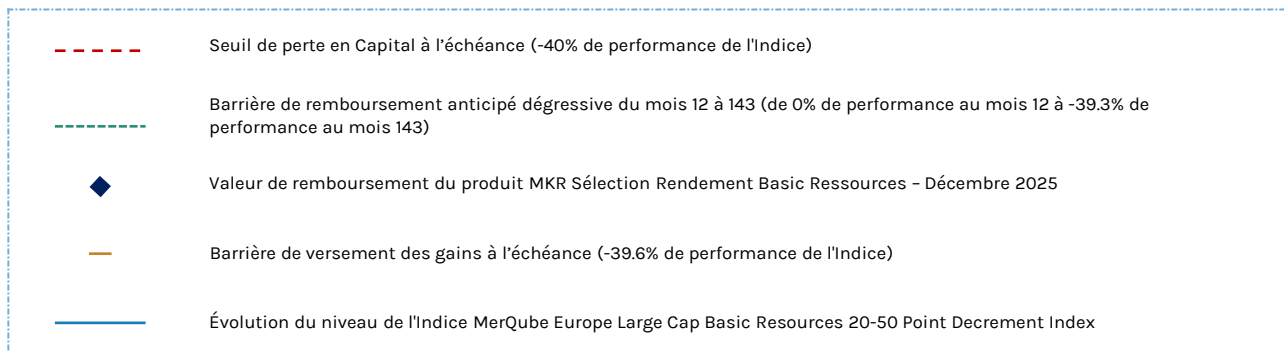 Seuil de perte en Capital à l’échéance (-40% de performance de l'Indice)
Barrière de remboursement anticipé dégressive du mois 12 à 143 (de 0% de performance au mois 12 à -39.3% de
performance au mois 143)
Valeur de remboursement du produit MKR Sélection Rendement Basic Ressources – Décembre 2025
Barrière de versement des gains à l’échéance (-39.6% de performance de l'Indice)
Évolution du niveau de l'Indice MerQube Europe Large Cap Basic Resources 20-50 Point Decrement Index